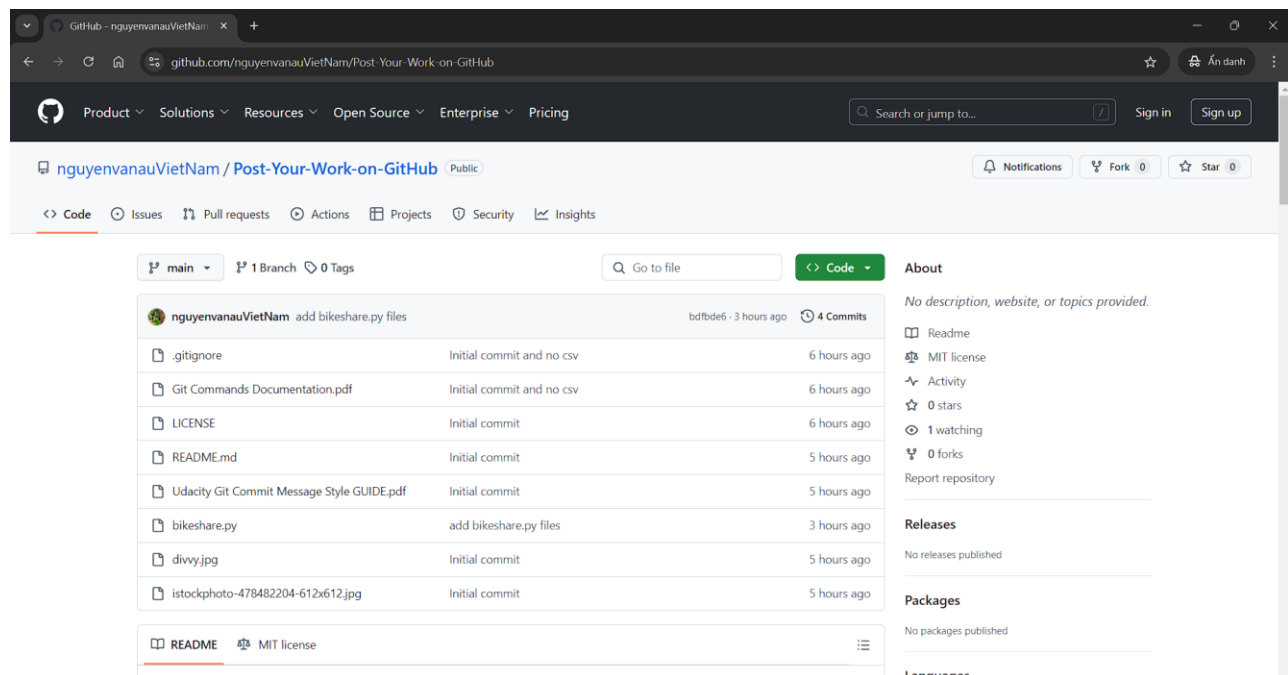 GitHub - nguyenvanauVietNam
github.com/nguyenvanauVietNam/Post-Your-Work-on-GitHub
Ẩn danh
Product Solutions Resources Open Source Enterprise Pricing
Search or jump to... /
Sign in
Sign up
nguyenvanauVietNam / Post-Your-Work-on-GitHub Public
Notifications
Fork 0
Star 0
Code Issues Pull requests Actions Projects Security Insights
main 1 Branch 0 Tags
Go to file
<> Code
nguyenvanauVietNam add bikeshare.py files bdfbde6 · 3 hours ago 4 Commits
.gitignore Initial commit and no csv 6 hours ago
Git Commands Documentation.pdf Initial commit and no csv 6 hours ago
LICENSE Initial commit 6 hours ago
README.md Initial commit 5 hours ago
Udacity Git Commit Message Style GUIDE.pdf Initial commit 5 hours ago
bikeshare.py add bikeshare.py files 3 hours ago
divvy.jpg Initial commit 5 hours ago
istockphoto-478482204-612x612.jpg Initial commit 5 hours ago
README MIT license
About
No description, website, or topics provided.
Readme
MIT license
Activity
0 stars
1 watching
0 forks
Report repository
Releases
No releases published
Packages
No packages published